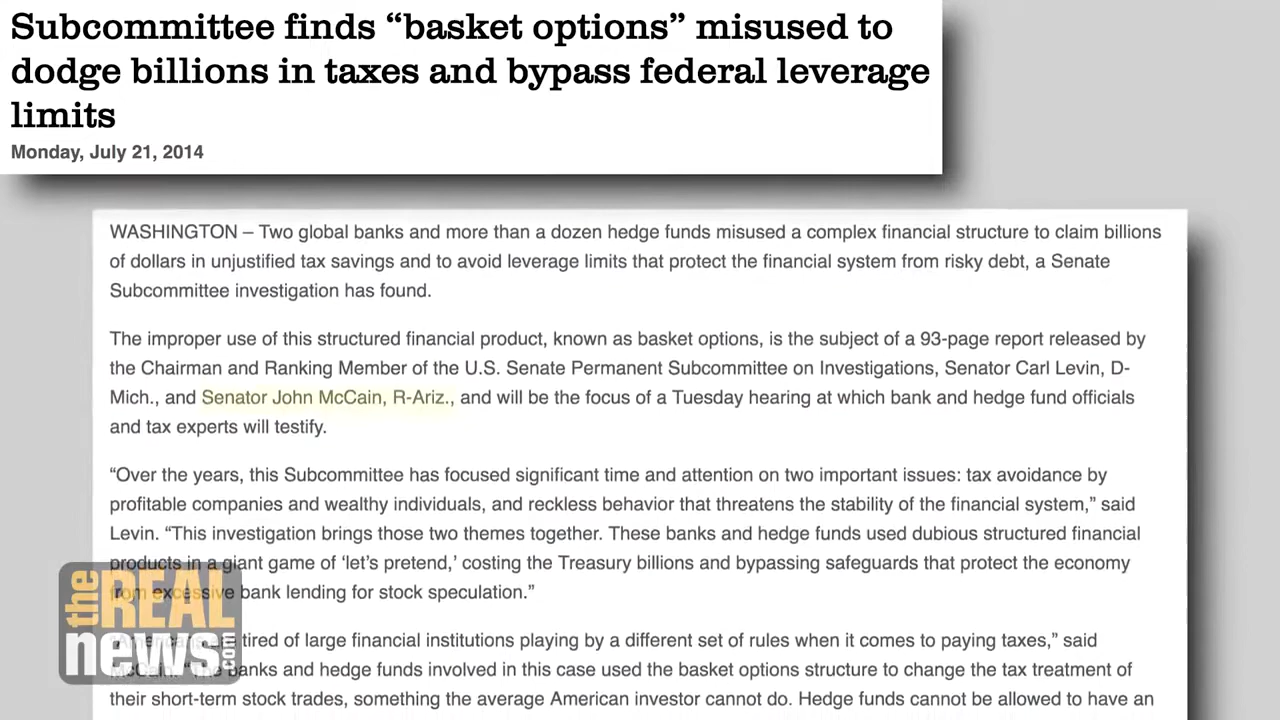 Subcommittee finds “basket options” misused to
dodge billions in taxes and bypass federal leverage
limits
Monday, July 21, 2014
WASHINGTON – Two global banks and more than a dozen hedge funds misused a complex financial structure to claim billions
of dollars in unjustified tax savings and to avoid leverage limits that protect the financial system from risky debt, a Senate
Subcommittee investigation has found.
The improper use of this structured financial product, known as basket options, is the subject of a 93-page report released by
the Chairman and Ranking Member of the U.S. Senate Permanent Subcommittee on Investigations, Senator Carl Levin, D-
Mich., and Senator John McCain, R-Ariz., and will be the focus of a Tuesday hearing at which bank and hedge fund officials
and tax experts will testify.
“Over the years, this Subcommittee has focused significant time and attention on two important issues: tax avoidance by
profitable companies and wealthy individuals, and reckless behavior that threatens the stability of the financial system,” said
Levin. “This investigation brings those two themes together. These banks and hedge funds used dubious structured financial
products in a giant game of ‘let’s pretend,’ costing the Treasury billions and bypassing safeguards that protect the economy
from excessive bank lending for stock speculation.”
tired of large financial institutions playing by a different set of rules when it comes to paying taxes,” said
McCain. “The banks and hedge funds involved in this case used the basket options structure to change the tax treatment of
their short-term stock trades, something the average American investor cannot do. Hedge funds cannot be allowed to have an
the REAL news.com